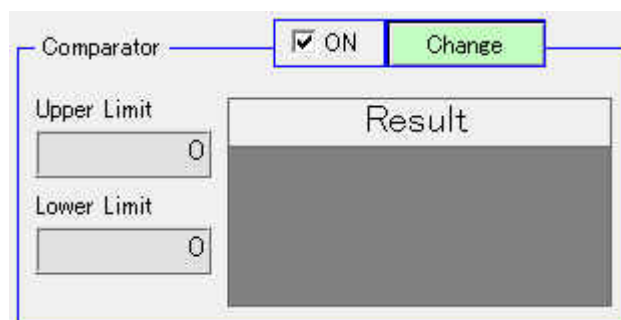 Comparator ON Change
Upper Limit
Result
0
Lower Limit
0